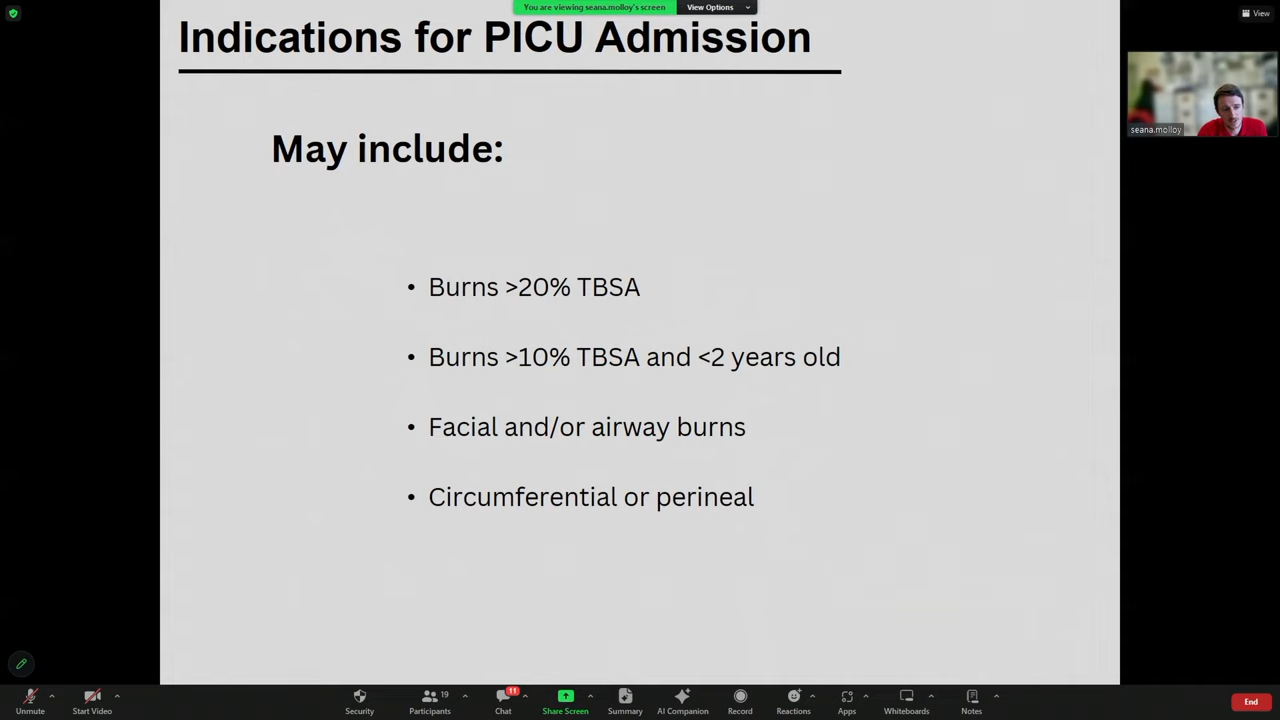 You are viewing seana.molloy's screen
View Options
View
Indications for PICU Admission
seana.molloy
May include:
• Burns >20% TBSA
• Burns >10% TBSA and <2 years old
• Facial and/or airway burns
• Circumferential or perineal
Unmute
Start Video
Security
19
Participants
11
Chat
Share Screen
Summary
AI Companion
Record
Reactions
Apps
Whiteboards
Notes
End